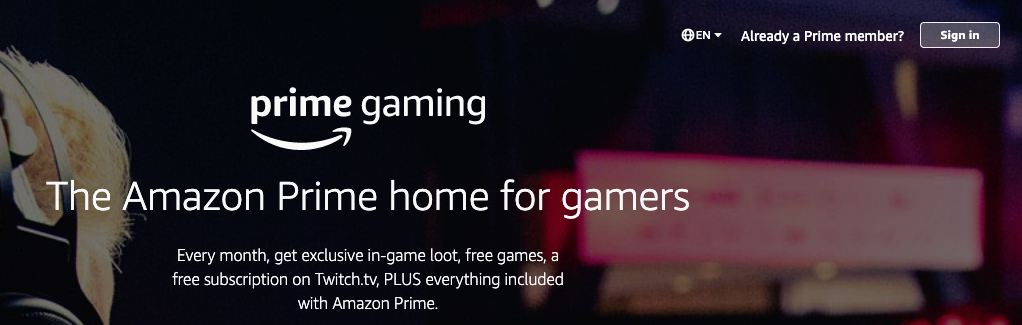 EN
Already a Prime member?
Sign in
prime gaming
The Amazon Prime home for gamers
Every month, get exclusive in-game loot, free games, a
free subscription on Twitch.tv, PLUS everything included
with Amazon Prime.